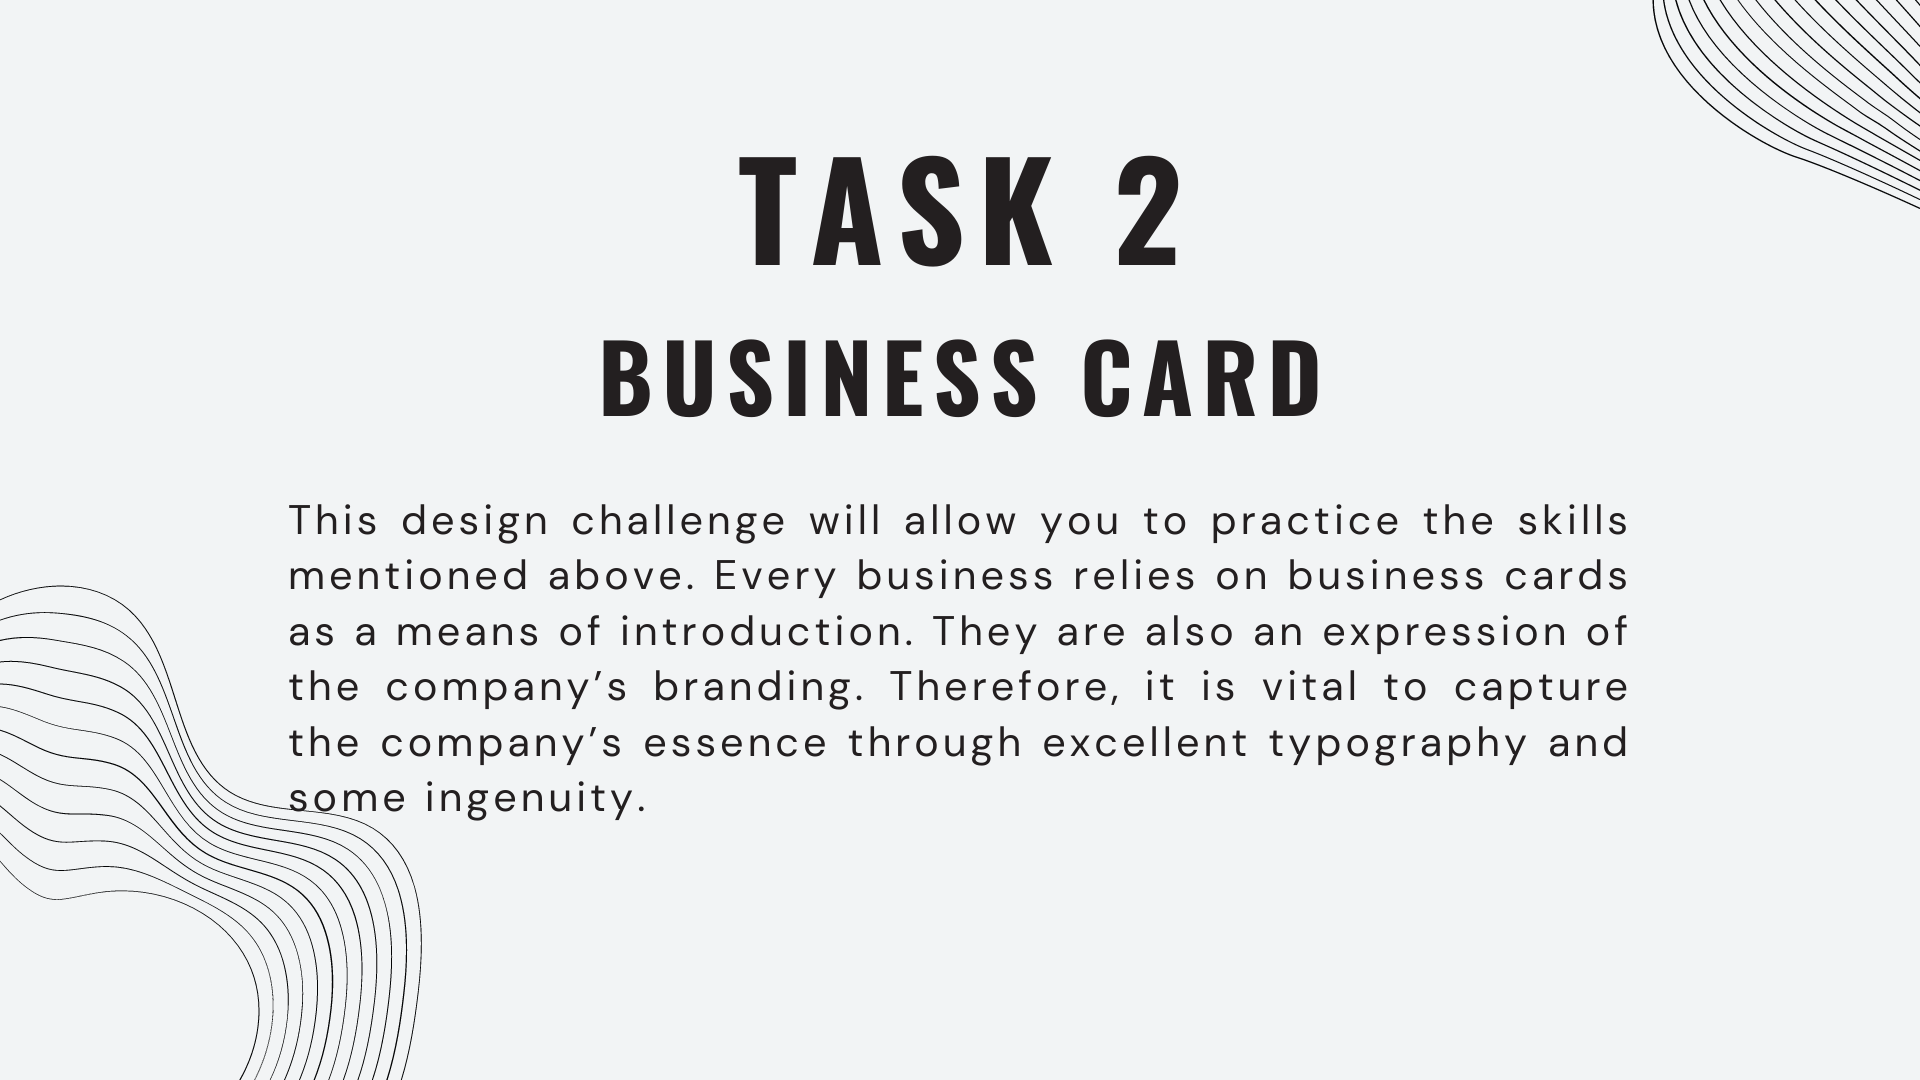 TASK 2
BUSINESS CARD
This design challenge will allow you to practice the skills
mentioned above. Every business relies on business cards
as a means of introduction. They are also an expression of
the company’s branding. Therefore, it is vital to capture
the company’s essence through excellent typography and
some ingenuity.